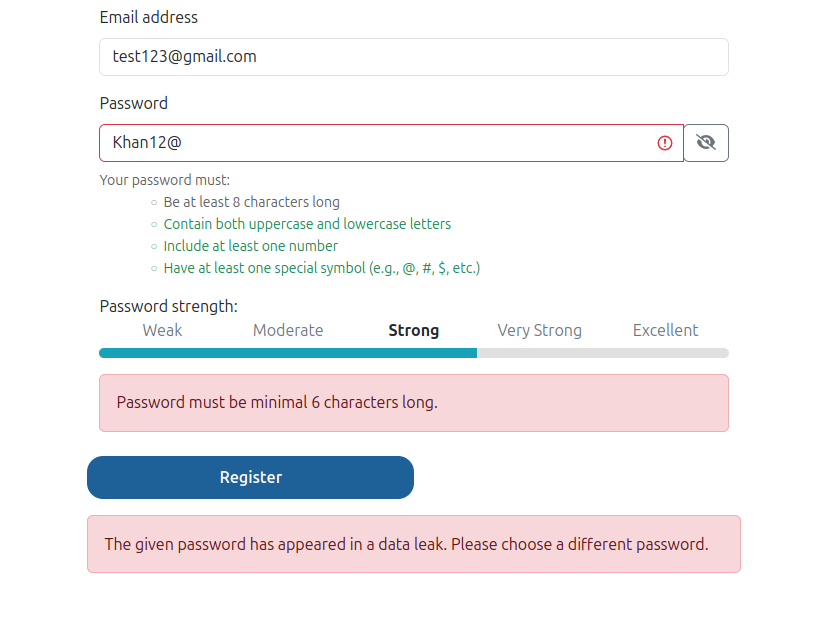 Email address
test123@gmail.com
Password
Khan12@
Your password must:
Be at least 8 characters long
Contain both uppercase and lowercase letters
Include at least one number
Have at least one special symbol (e.g., @, #, $, etc.)
Password strength:
Weak Moderate Strong Very Strong Excellent
Password must be minimal 6 characters long.
Register
The given password has appeared in a data leak. Please choose a different password.